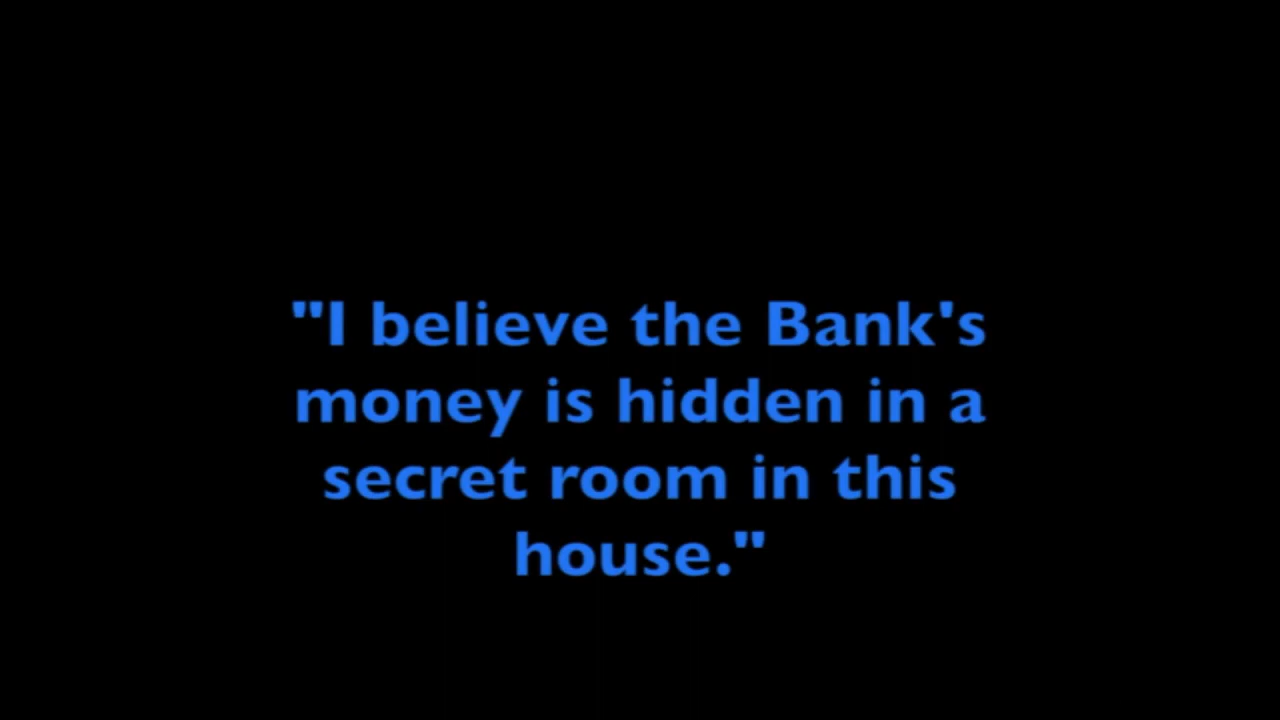 "I believe the Bank's
money is hidden in a
secret room in this
house."